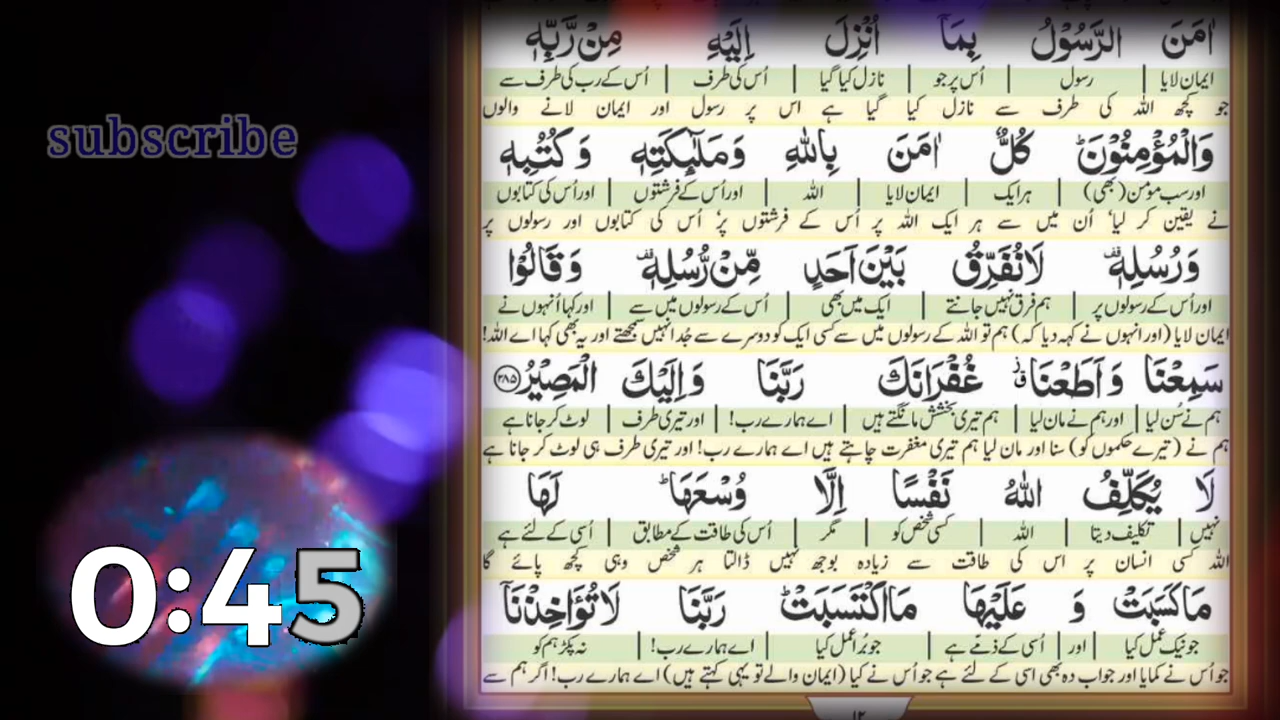 subscribe
0:45
اٰمَنَ الرَّسُوْلُ بِمَاۤ اُنْزِلَ اِلَيْهِ مِنْ رَّبِّهٖ
ایمان لایا | رسول | اُس پر جو | نازل کیا گیا | اُس کی طرف | اُس کے رب کی طرف سے
جو کچھ اللہ کی طرف سے نازل کیا گیا ہے اس پر رسول اور ایمان لانے والوں
وَالْمُؤْمِنُوْنَ ؕ كُلٌّ اٰمَنَ بِاللّٰهِ وَمَلٰٓئِكَتِهٖ وَكُتُبِهٖ
اور سب مومن (بھی) | ہر ایک | ایمان لایا | اللہ | اور اُس کے فرشتوں | اور اُس کی کتابوں
نے یقین کر لیا، اُن میں سے ہر ایک اللہ پر اُس کے فرشتوں پر، اُس کی کتابوں اور رسولوں پر
وَرُسُلِهٖ ۟ لَا نُفَرِّقُ بَيْنَ اَحَدٍ مِّنْ رُّسُلِهٖ ۟ وَقَالُوْا
اور اُس کے رسولوں پر | ہم فرق نہیں جانتے | ایک میں بھی | اُس کے رسولوں میں سے | اور کہا اُنہوں نے
ایمان لایا (اور انہوں نے کہہ دیا کہ) ہم تو اللہ کے رسولوں میں سے کسی ایک کو دوسرے سے جُدا نہیں سمجھتے اور یہ بھی کہا اے اللہ!
سَمِعْنَا وَاَطَعْنَا ۗ غُفْرَانَكَ رَبَّنَا وَاِلَيْكَ الْمَصِيْرُ ﴿۲۸۵﴾
ہم نے سُن لیا | اور ہم نے مان لیا | ہم تیری بخشش مانگتے ہیں | اے ہمارے رب! | اور تیری طرف | لوٹ کر جانا ہے
ہم نے (تیرے حکموں کو) سنا اور مان لیا ہم تیری مغفرت چاہتے ہیں اے ہمارے رب! اور تیری طرف ہی لوٹ کر جانا ہے
لَا يُكَلِّفُ اللّٰهُ نَفْسًا اِلَّا وُسْعَهَا ؕ لَهَا
نہیں | تکلیف دیتا | اللہ | کسی شخص کو | مگر | اُس کی طاقت کے مطابق | اُسی کے لئے ہے
اللہ کسی انسان پر اس کی طاقت سے زیادہ بوجھ نہیں ڈالتا ہر شخص وہی کچھ پائے گا
مَا كَسَبَتْ وَ عَلَيْهَا مَا اكْتَسَبَتْ ؕ رَبَّنَا لَا تُؤَاخِذْنَاۤ
جو نیک عمل کیا | اور | اُسی کے ذمّے ہے | جو بُرا عمل کیا | اے ہمارے رب! | نہ پکڑ ہم کو
جو اُس نے کمایا اور جواب دہ بھی اسی کے لئے ہے جو اُس نے کیا (ایمان والے تو یہی کہتے ہیں) اے ہمارے رب! اگر ہم سے